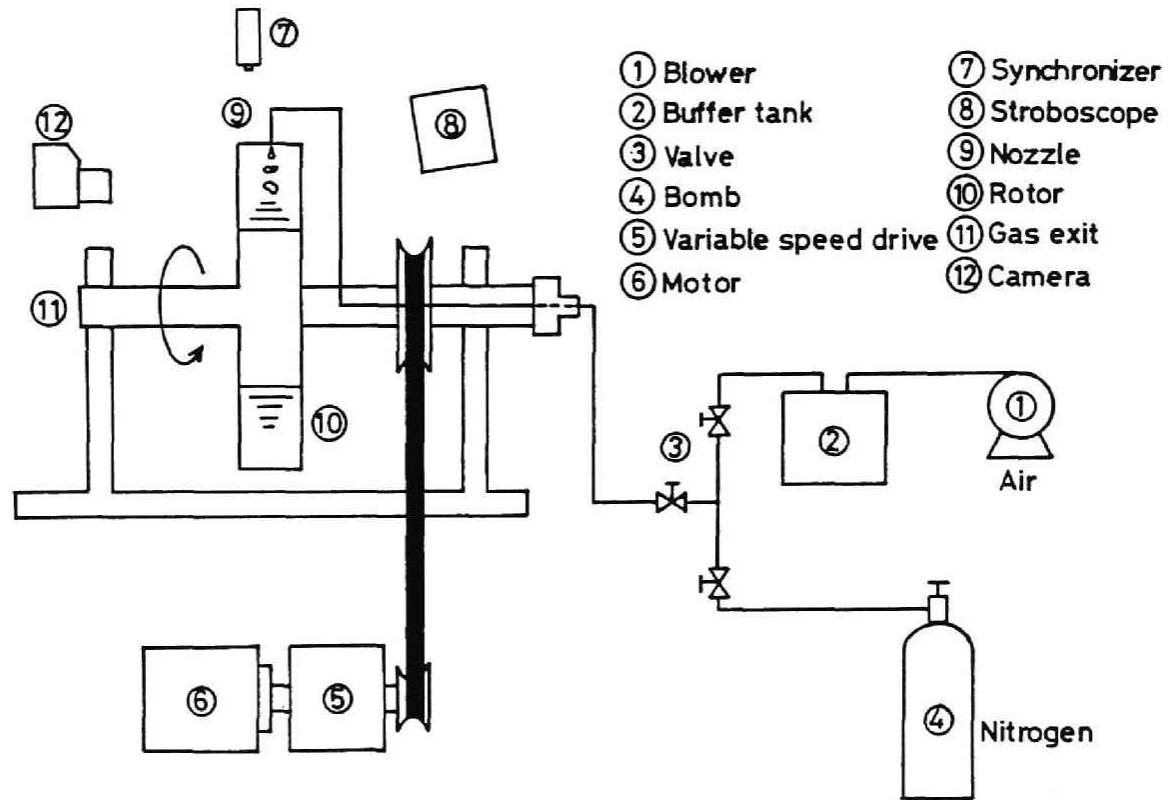 ① Blower
② Buffer tank
③ Valve
④ Bomb
⑤ Variable speed drive
⑥ Motor
⑦ Synchronizer
⑧ Stroboscope
⑨ Nozzle
⑩ Rotor
⑪ Gas exit
⑫ Camera
⑦
⑨
⑫
⑧
⑪
⑩
③
②
①
Air
⑥
⑤
④
Nitrogen